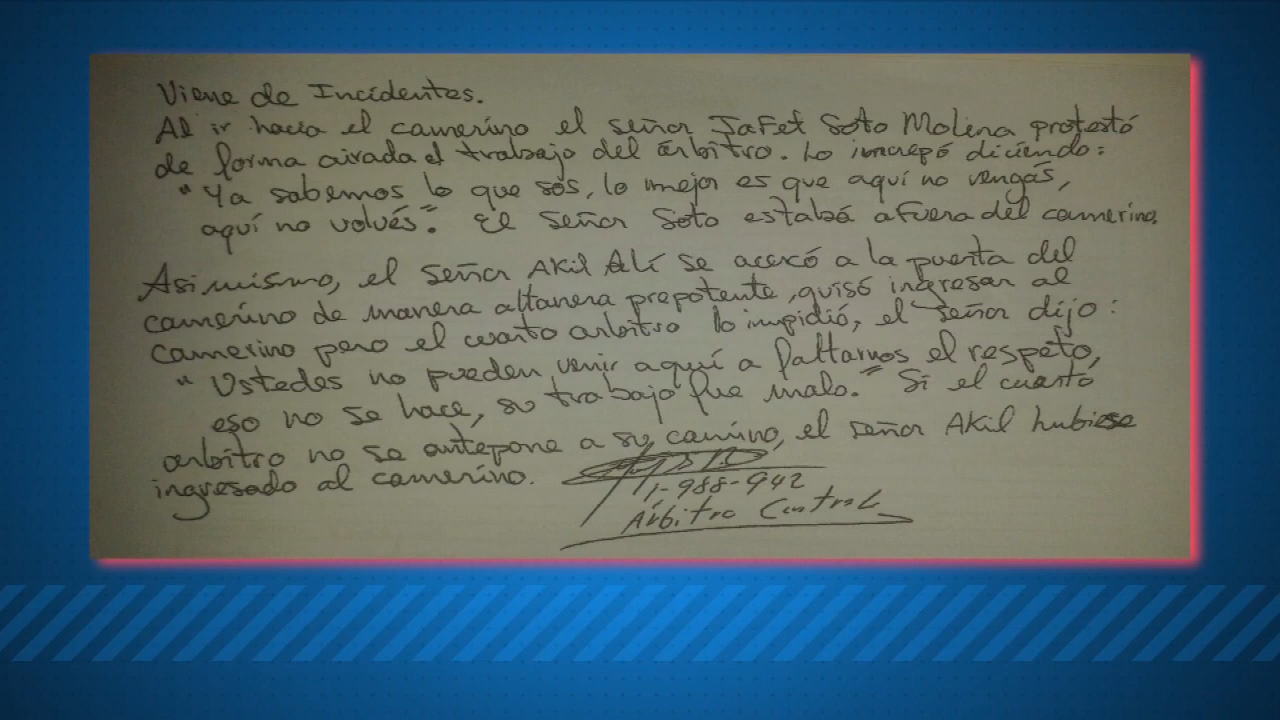 Viene de Incidentes.
Al ir hacia el camerino el señor Jafet Soto Molina protestó
de forma airada el trabajo del árbitro. Lo increpó diciendo:
"Ya sabemos lo que sós, lo mejor es que aquí no vengás,
aquí no volvés". El señor Soto estabá afuera del camerino.
Asimismo, el señor Akil Alí se acercó a la puerta del
camerino de manera altanera prepotente, quisó ingresar al
camerino pero el cuarto arbitro lo impidió, el señor dijo:
"Ustedes no pueden venir aquí a faltarnos el respeto,
eso no se hace, su trabajo fue malo." Si el cuarto
arbitro no se antepone a su camino, el señor Akil hubiese
ingresado al camerino.
1-988-942
Árbitro Central